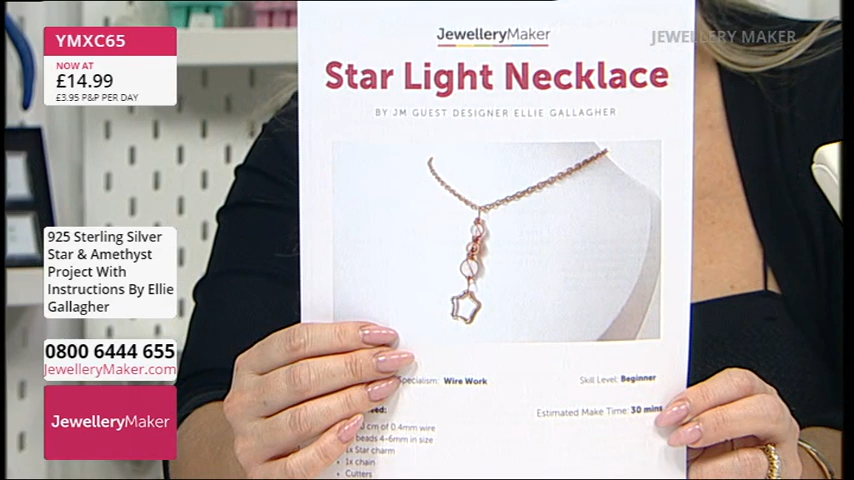 YMXC65
NOW AT
£14.99
£3.95 P&P PER DAY
925 Sterling Silver
Star & Amethyst
Project With
Instructions By Ellie
Gallagher
0800 6444 655
JewelleryMaker.com
JewelleryMaker
JEWELLERY MAKER
JewelleryMaker
Star Light Necklace
BY JM GUEST DESIGNER ELLIE GALLAGHER
Specialism: Wire Work
Skill Level: Beginner
Estimated Make Time: 30 mins
cm of 0.4mm wire
beads 4-6mm in size
1x Star charm
1x chain
Cutters